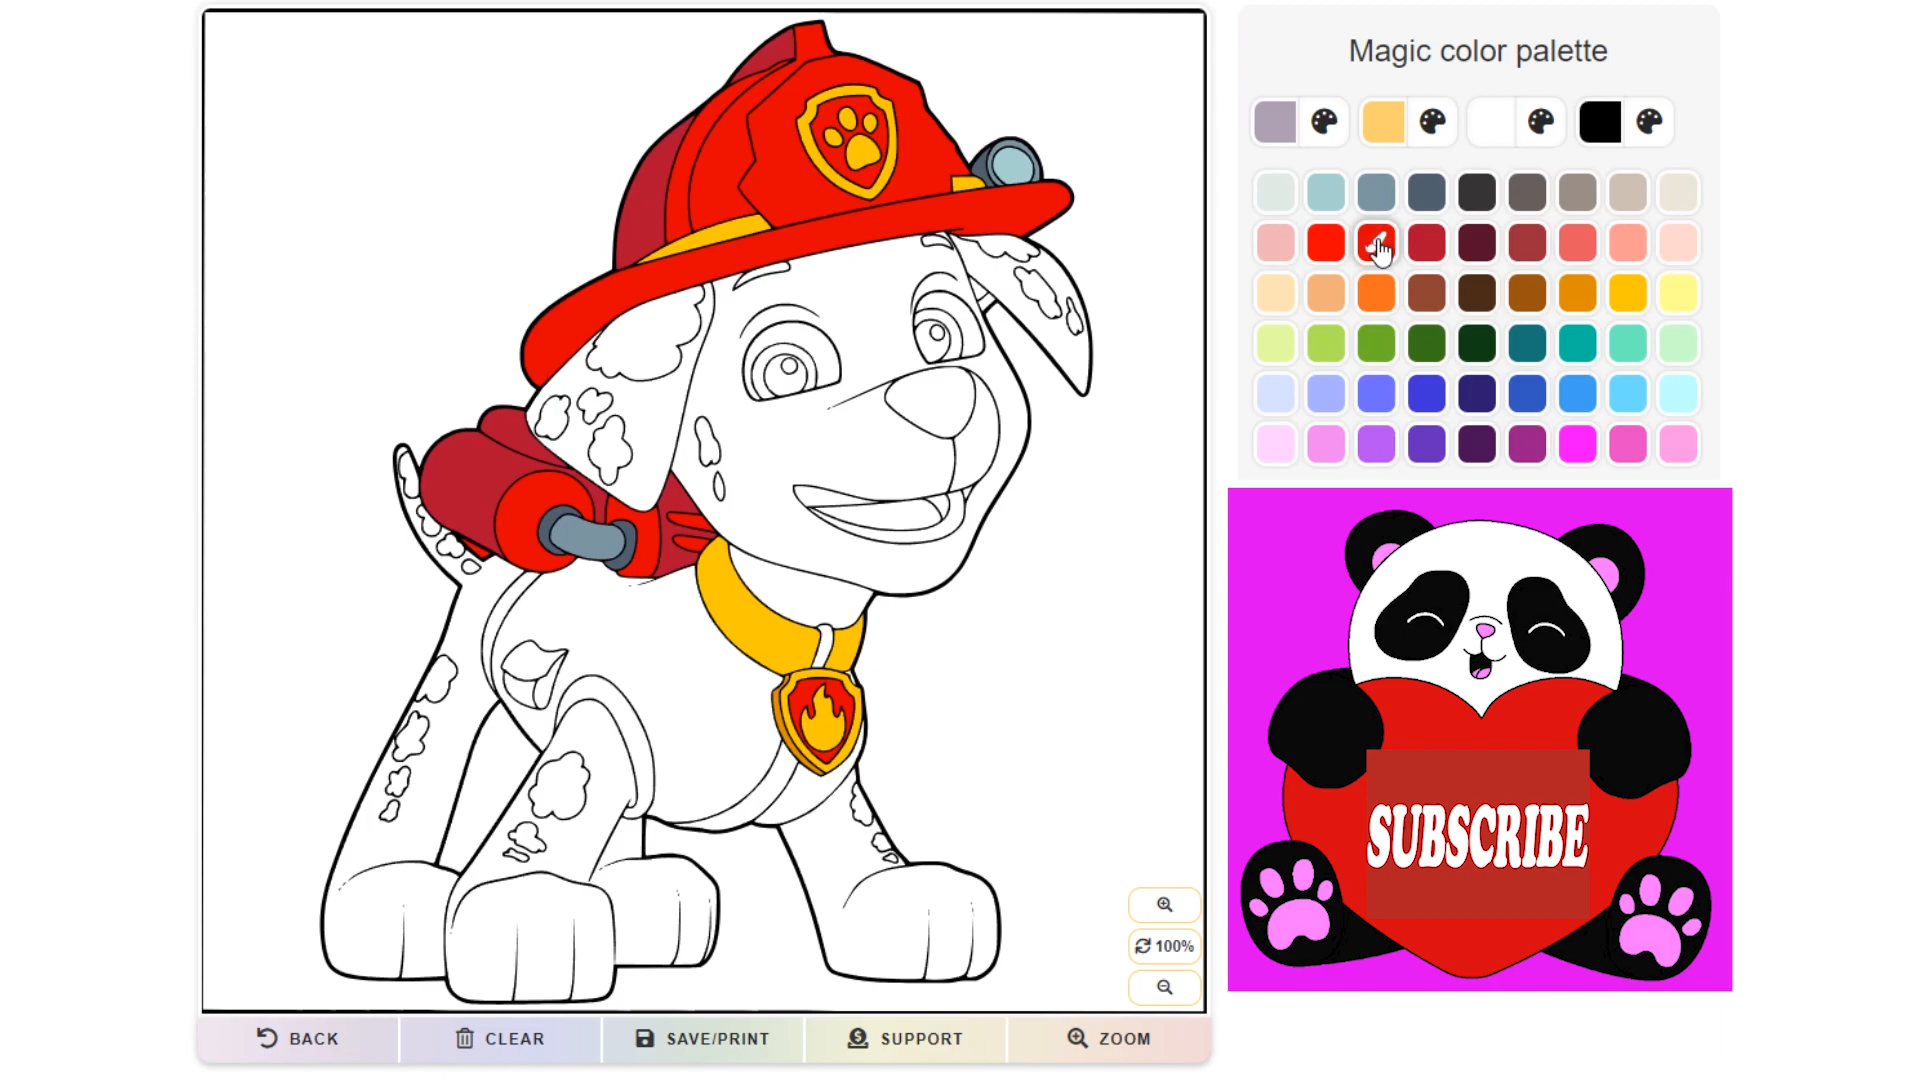 Magic color palette
SUBSCRIBE
100%
BACK
CLEAR
SAVE/PRINT
SUPPORT
ZOOM